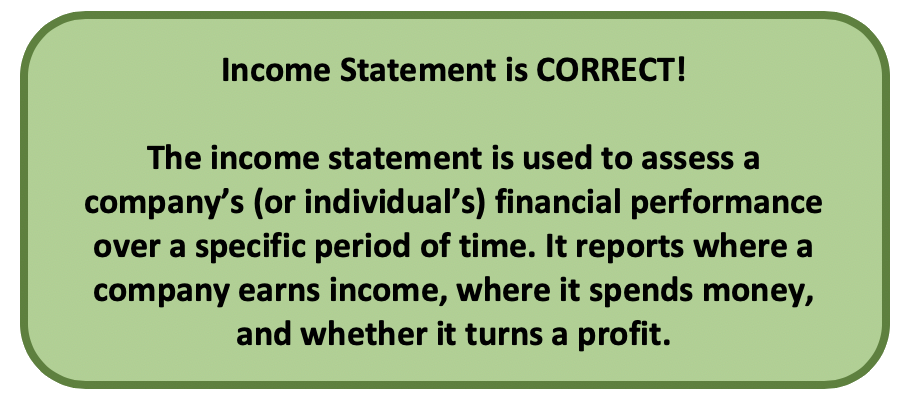 Income Statement is CORRECT!
The income statement is used to assess a
company’s (or individual’s) financial performance
over a specific period of time. It reports where a
company earns income, where it spends money,
and whether it turns a profit.